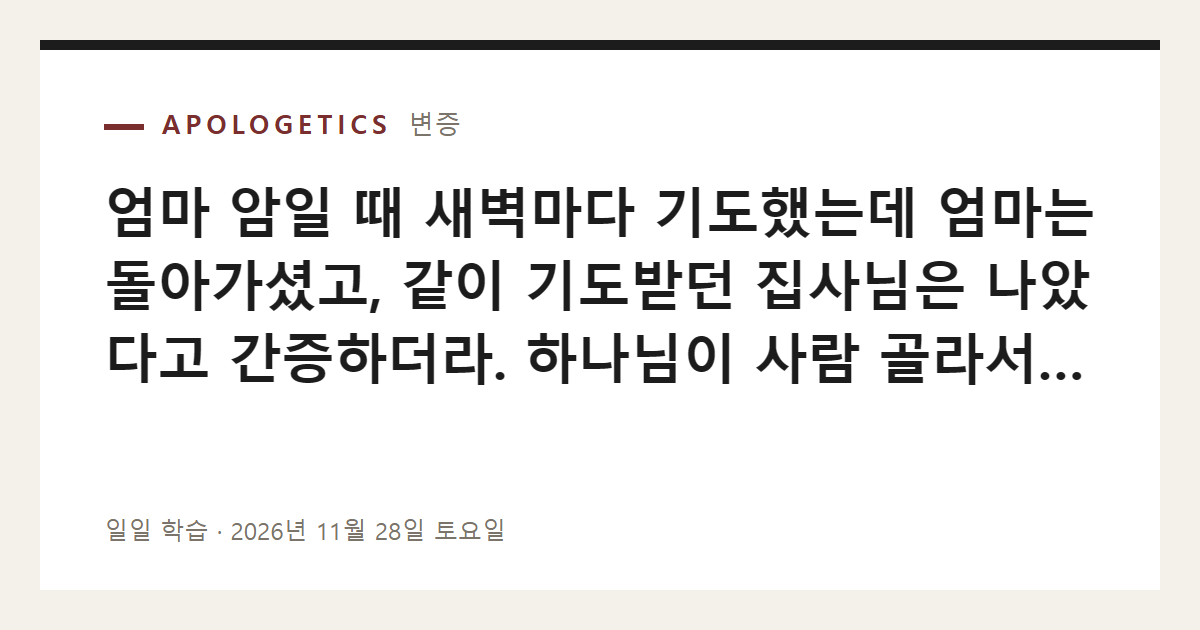 APOLOGETICS 변증
엄마 암일 때 새벽마다 기도했는데 엄마는
돌아가셨고, 같이 기도받던 집사님은 나았
다고 간증하더라. 하나님이 사람 골라서…
일일 학습 · 2026년 11월 28일 토요일